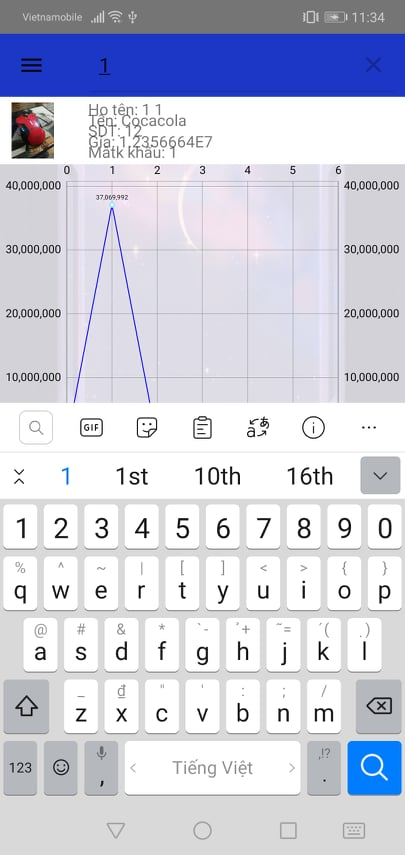 Vietnamobile 11:34
1
Họ tên: 1 1
Tên: Cocacola
SDT: 12
Gia: 1.2356664E7
Mâtk khâu: 1
0 1 2 3 4 5 6
40,000,000 40,000,000
37,069,992
30,000,000 30,000,000
20,000,000 20,000,000
10,000,000 10,000,000
GIF
1 1st 10th 16th
1 2 3 4 5 6 7 8 9 0
% ^ ~ | [ ] < > { }
q w e r t y u i o p
@ # & * ´- ´+ ˜= ´( .)
a s d f g h j k l
_ ₫ " ' : ; /
z x c v b n m
123 , Tiếng Việt ,!? .